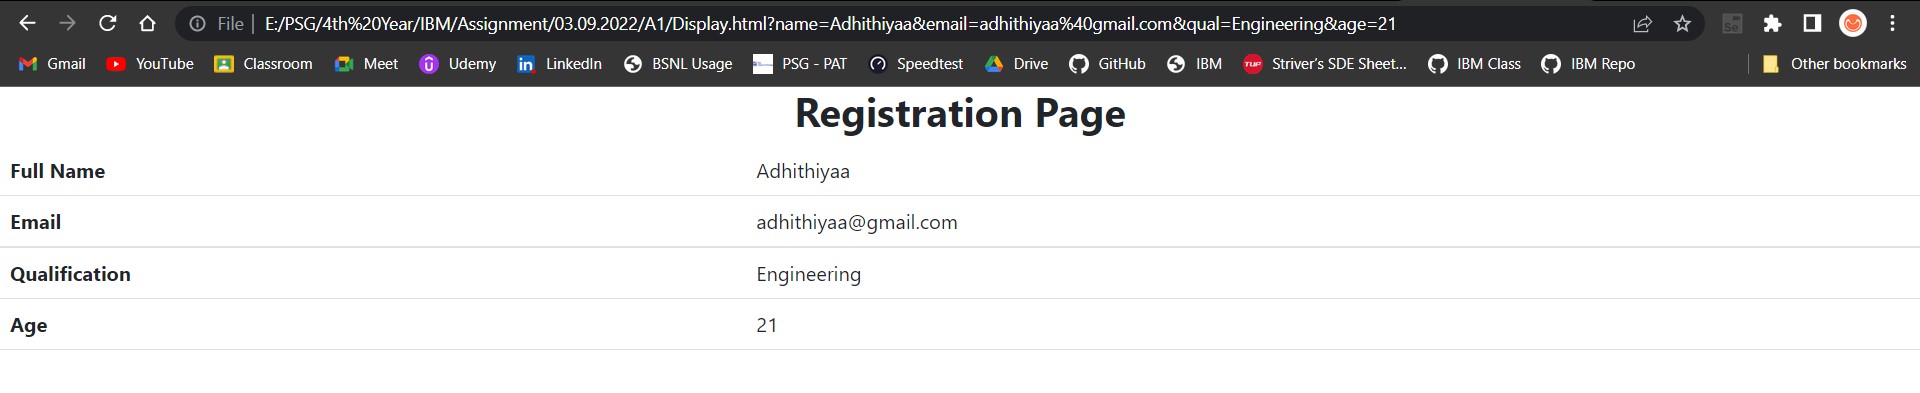 File | E:/PSG/4th%20Year/IBM/Assignment/03.09.2022/A1/Display.html?name=Adhithiyaa&email=adhithiyaa%40gmail.com&qual=Engineering&age=21 Se
Gmail YouTube Classroom Meet Udemy LinkedIn BSNL Usage PSG - PAT Speedtest Drive GitHub IBM TUF Striver's SDE Sheet... IBM Class IBM Repo Other bookmarks
Registration Page
Full Name Adhithiyaa
Email adhithiyaa@gmail.com
Qualification Engineering
Age 21